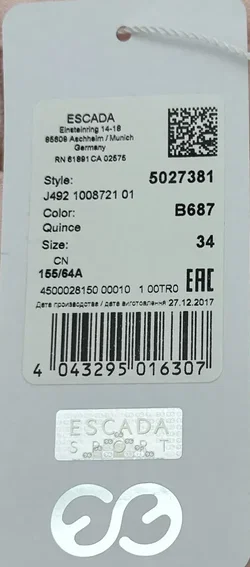 ESCADA
Einsteinring 14-18
85609 Aschheim / Munich
Germany
RN 61891 CA 02575
Style: 5027381
J492 1008721 01
Color: B687
Quince
Size: 34
CN
155/64A
4500028150 00010 1 00TR0 EAC
Дата производства / дата изготовления 27.12.2017
4 043295 016307
ESCADA
SPORT